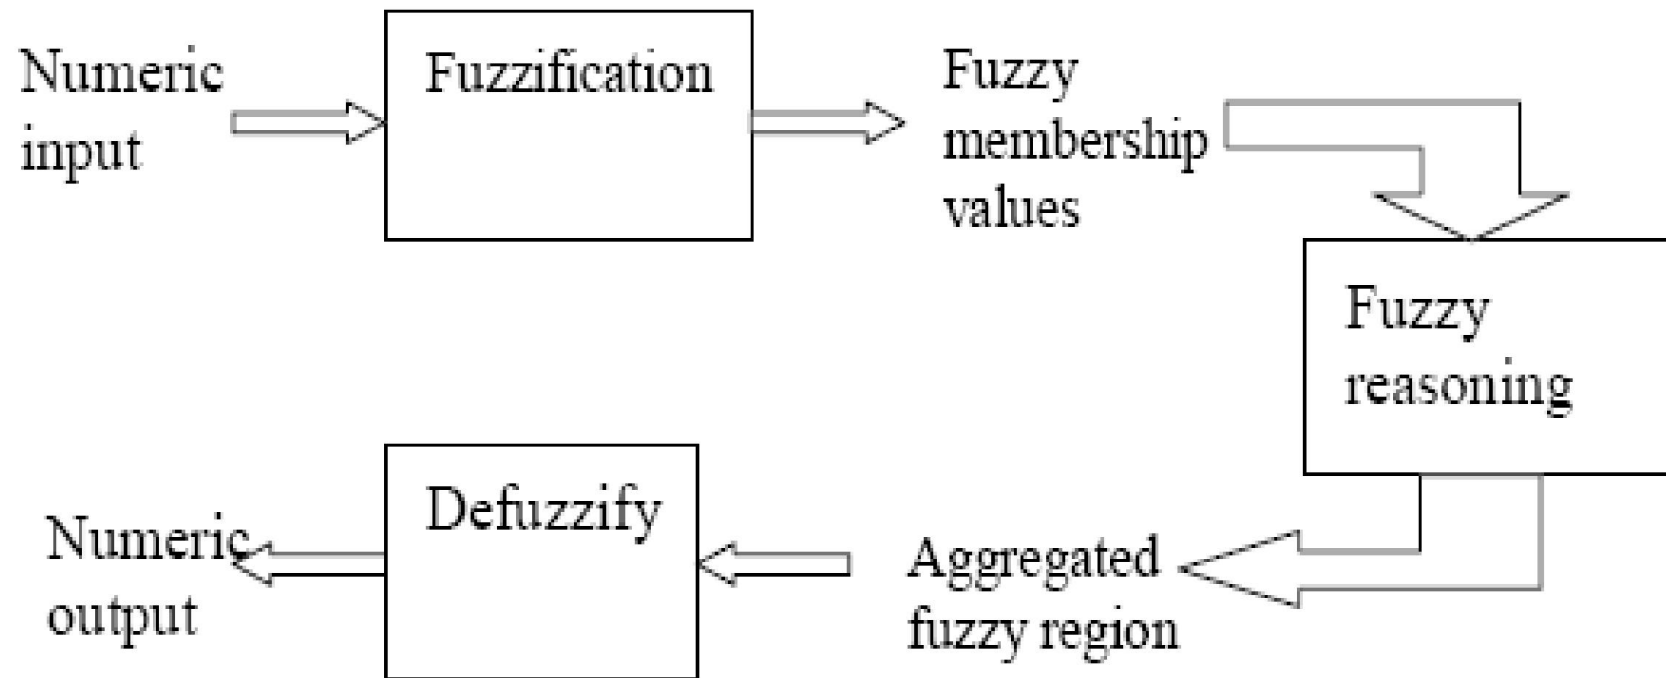 Numeric
input
Fuzzification
Fuzzy
membership
values
Fuzzy
reasoning
Aggregated
fuzzy region
Defuzzify
Numeric
output